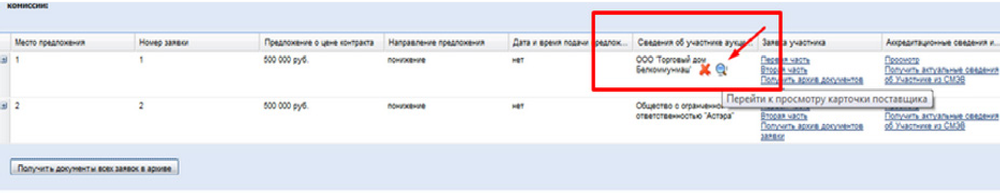 комиссии:
Место предложения Номер заявки Предложение о цене контракта Направление предложения Дата и время подачи предлож... Сведения об участнике аукци... Заявка участника Аккредитационные сведения и...
1 1 500 000 руб. понижение нет ООО 'Торговый дом Первая часть Просмотр
Белкоммунмаш' Вторая часть Получить актуальные сведения
Получить архив документов об Участнике из СМЭВ
Перейти к просмотру карточки поставщика
2 2 500 000 руб. понижение нет Общество с ограниченной
ответственностью "Астэра" Вторая часть Получить актуальные сведения
Получить архив документов об Участнике из СМЭВ
заявки
Получить документы всех заявок в архиве